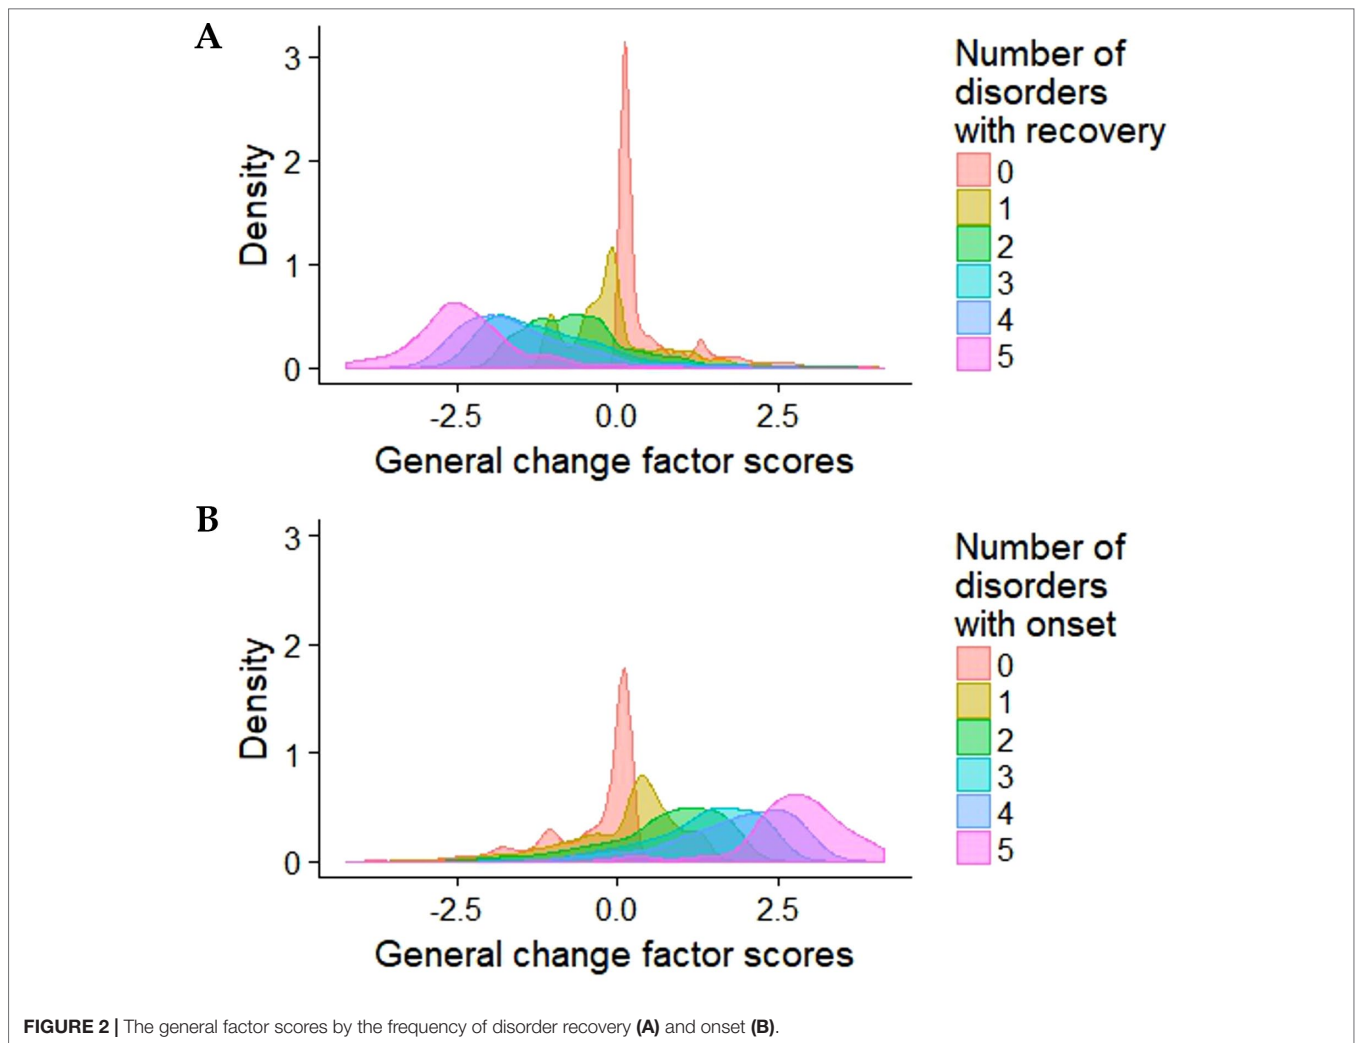 A
3
2
1
0
Density
-2.5 0.0 2.5
General change factor scores
Number of
disorders
with recovery
0
1
2
3
4
5
B
3
2
1
0
Density
-2.5 0.0 2.5
General change factor scores
Number of
disorders
with onset
0
1
2
3
4
5
FIGURE 2 | The general factor scores by the frequency of disorder recovery (A) and onset (B).